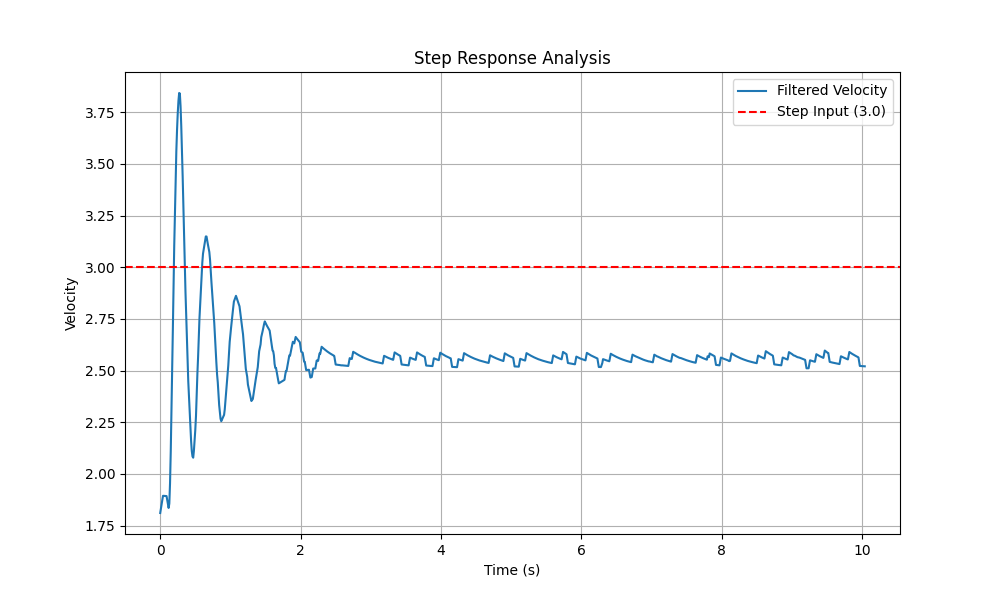 Step Response Analysis
Filtered Velocity
Step Input (3.0)
Velocity
3.75
3.50
3.25
3.00
2.75
2.50
2.25
2.00
1.75
0 2 4 6 8 10
Time (s)